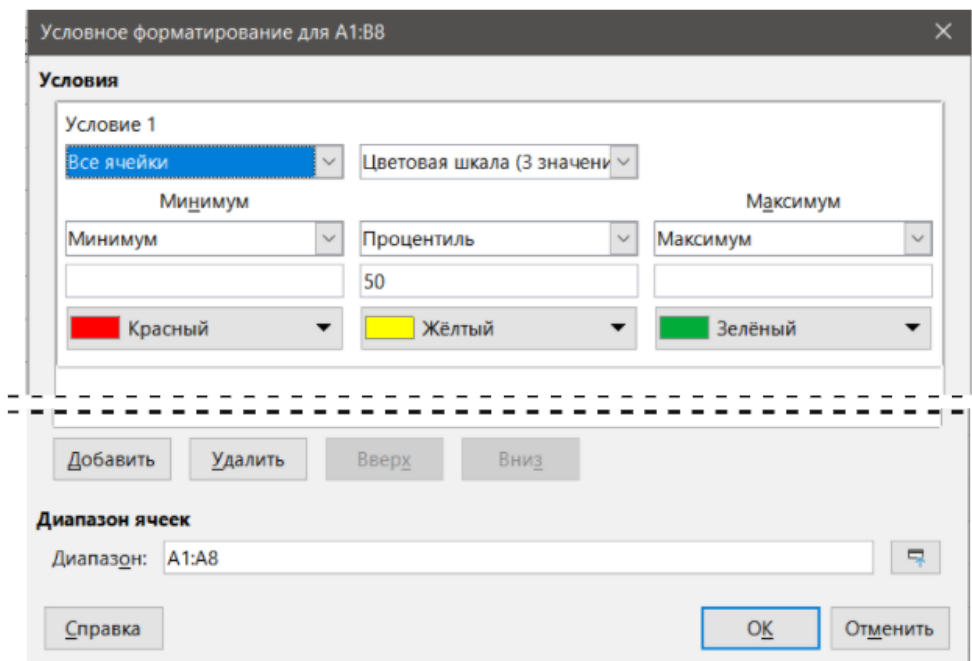 Условное форматирование для A1:B8
Условия
Условие 1
Все ячейки Цветовая шкала (3 значени
Минимум Максимум
Минимум Процентиль Максимум
50
Красный Жёлтый Зелёный
Добавить Удалить Вверх Вниз
Диапазон ячеек
Диапазон: A1:A8
Справка ОК Отменить